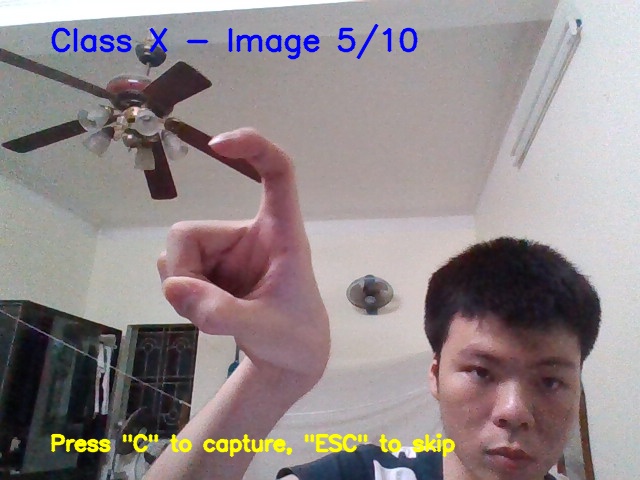 Class X - Image 5/10
Press "C" to capture, "ESC" to skip